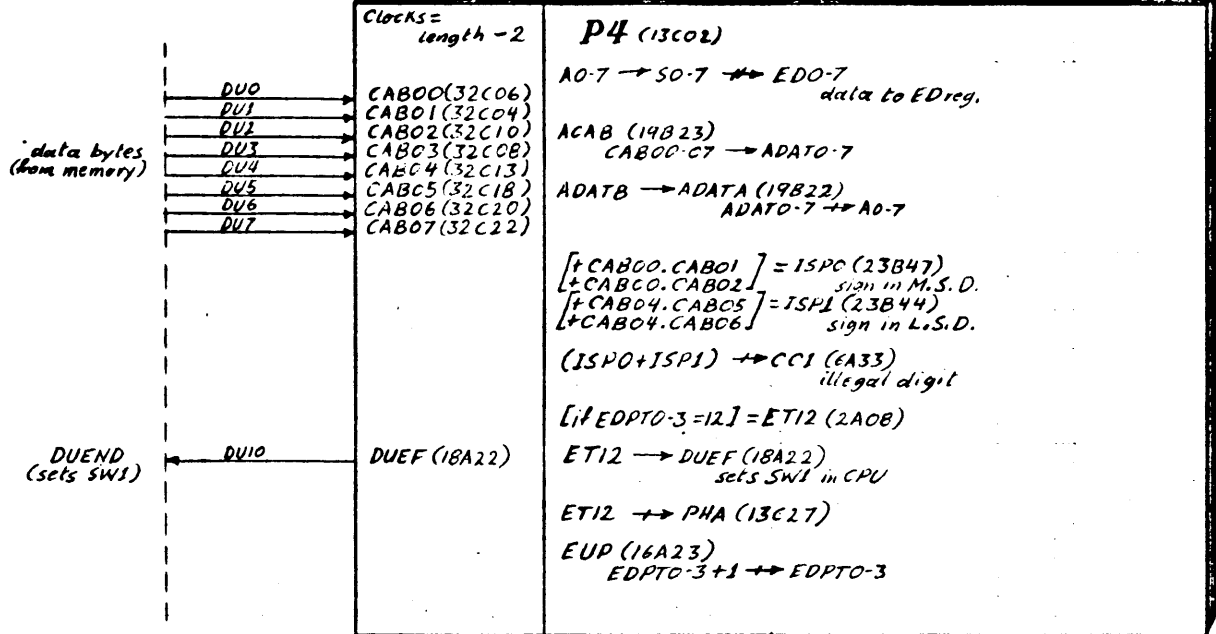 Clocks =
length - 2
P4 (13C02)
A0-7 → S0-7 ↛ ED0-7
data to ED reg.
data bytes
(from memory)
DU0 CAB00 (32C06)
DU1 CAB01 (32C04)
DU2 CAB02 (32C10)
DU3 CAB03 (32C08)
DU4 CAB04 (32C13)
DU5 CAB05 (32C18)
DU6 CAB06 (32C20)
DU7 CAB07 (32C22)
ACAB (19B23)
CAB00-07 → ADAT0-7
ADATB → ADATA (19B22)
ADAT0-7 ↛ A0-7
[+CAB00.CAB01
+CAB00.CAB02] = ISP0 (23B47)
sign in M.S.D.
[+CAB04.CAB05
+CAB04.CAB06] = ISP1 (23B44)
sign in L.S.D.
(ISP0+ISP1) ↛ CC1 (6A33)
illegal digit
[if EDPT0-3 = 12] = ET12 (2A08)
DUEND
(sets SW1)
DU10
DUEF (18A22)
ET12 → DUEF (18A22)
sets SW1 in CPU
ET12 ↛ PHA (13C27)
EUP (16A23)
EDPT0-3+1 ↛ EDPT0-3